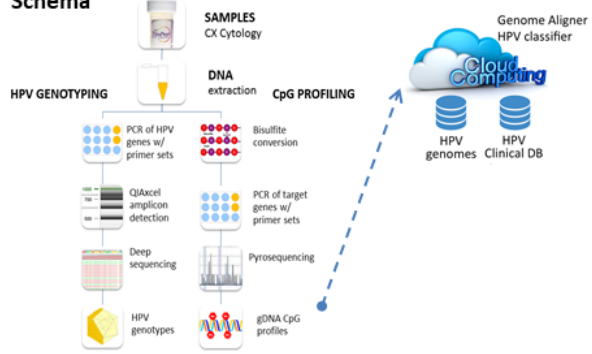 Schema
SAMPLES
CX Cytology
DNA
extraction
HPV GENOTYPING
CpG PROFILING
PCR of HPV
genes w/
primer sets
QIAxcel
amplicon
detection
Deep
sequencing
HPV
genotypes
Bisulfite
conversion
PCR of target
genes w/
primer sets
Pyrosequencing
gDNA CpG
profiles
Genome Aligner
HPV classifier
Cloud
Computing
HPV
genomes
HPV
Clinical DB